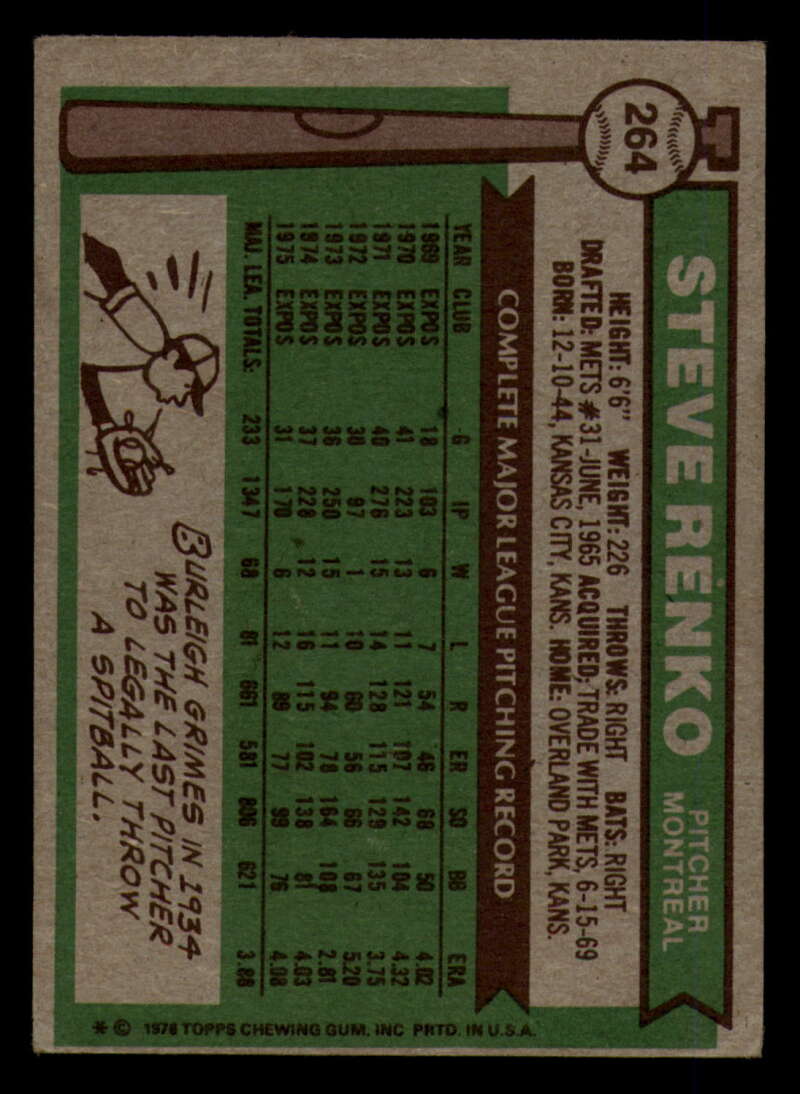 264
STEVE RENKO
PITCHER
MONTREAL
HEIGHT: 6'6" WEIGHT: 226 THROWS: RIGHT BATS: RIGHT
DRAFTED: METS #31-JUNE, 1965 ACQUIRED: TRADE WITH METS, 6-15-69
BORN: 12-10-44, KANSAS CITY, KANS. HOME: OVERLAND PARK, KANS.
COMPLETE MAJOR LEAGUE PITCHING RECORD
YEAR CLUB G IP W L R ER SO BB ERA
1969 EXPOS 18 103 6 7 54 46 68 50 4.02
1970 EXPOS 41 223 13 11 121 107 142 104 4.32
1971 EXPOS 40 276 15 14 128 115 129 135 3.75
1972 EXPOS 30 97 1 10 60 56 66 67 5.20
1973 EXPOS 36 250 15 11 94 78 164 108 2.81
1974 EXPOS 37 228 12 16 115 102 138 81 4.03
1975 EXPOS 31 170 6 12 89 77 99 76 4.08
MAJ. LEA. TOTALS: 233 1347 68 81 661 581 806 621 3.88
BURLEIGH GRIMES IN 1934
WAS THE LAST PITCHER
TO LEGALLY THROW
A SPITBALL.
* © 1976 TOPPS CHEWING GUM, INC PRTD. IN U.S.A.